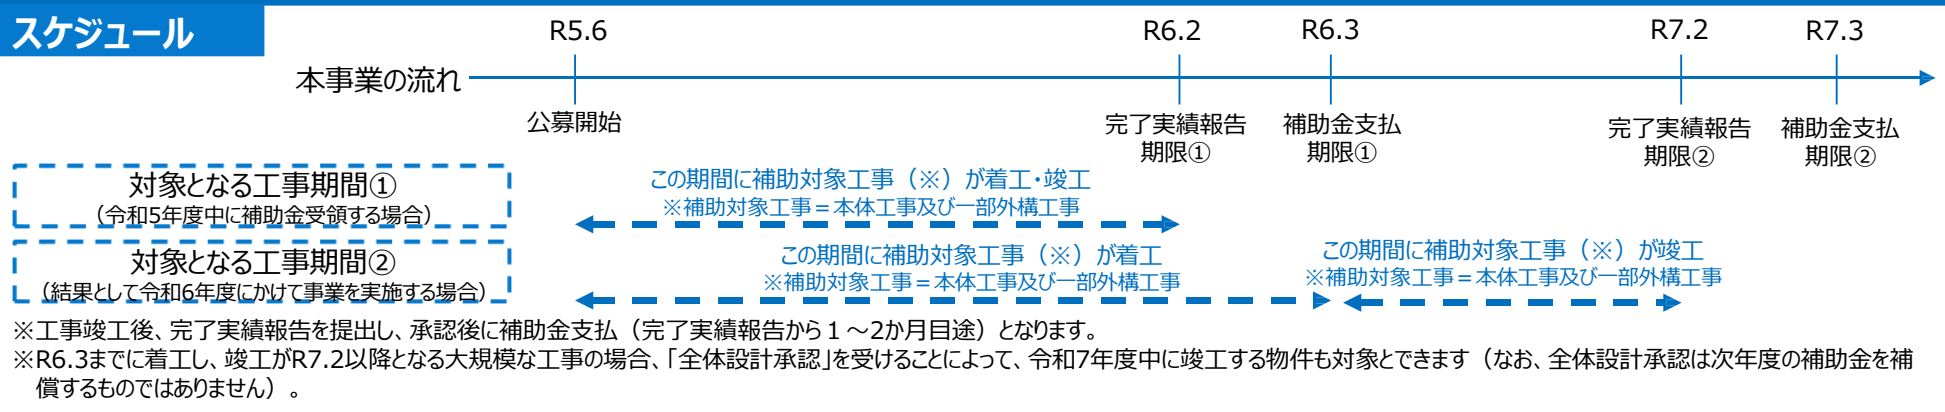 スケジュール
R5.6
R6.2
R6.3
R7.2
R7.3
本事業の流れ
公募開始
完了実績報告
期限①
補助金支払
期限①
完了実績報告
期限②
補助金支払
期限②
対象となる工事期間①
（令和5年度中に補助金受領する場合）
この期間に補助対象工事（※）が着工・竣工
※補助対象工事＝本体工事及び一部外構工事
対象となる工事期間②
（結果として令和6年度にかけて事業を実施する場合）
この期間に補助対象工事（※）が着工
※補助対象工事＝本体工事及び一部外構工事
この期間に補助対象工事（※）が竣工
※補助対象工事＝本体工事及び一部外構工事
※工事竣工後、完了実績報告を提出し、承認後に補助金支払（完了実績報告から１～2か月目途）となります。
※R6.3までに着工し、竣工がR7.2以降となる大規模な工事の場合、「全体設計承認」を受けることによって、令和7年度中に竣工する物件も対象とできます（なお、全体設計承認は次年度の補助金を補
償するものではありません）。